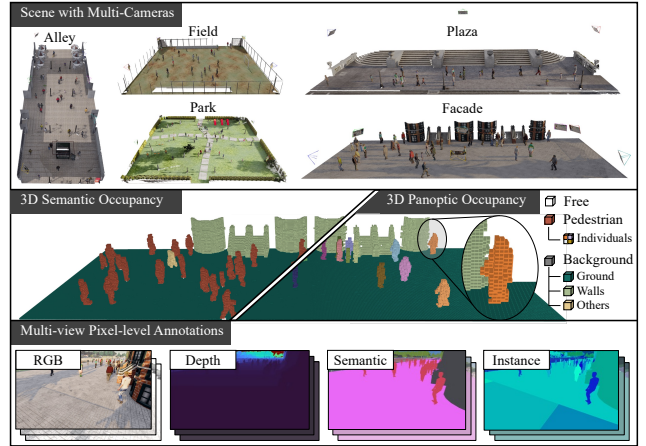 Scene with Multi-Cameras
Alley
Field
Plaza
Park
Facade
3D Semantic Occupancy
3D Panoptic Occupancy
Free
Pedestrian
Individuals
Background
Ground
Walls
Others
Multi-view Pixel-level Annotations
RGB
Depth
Semantic
Instance